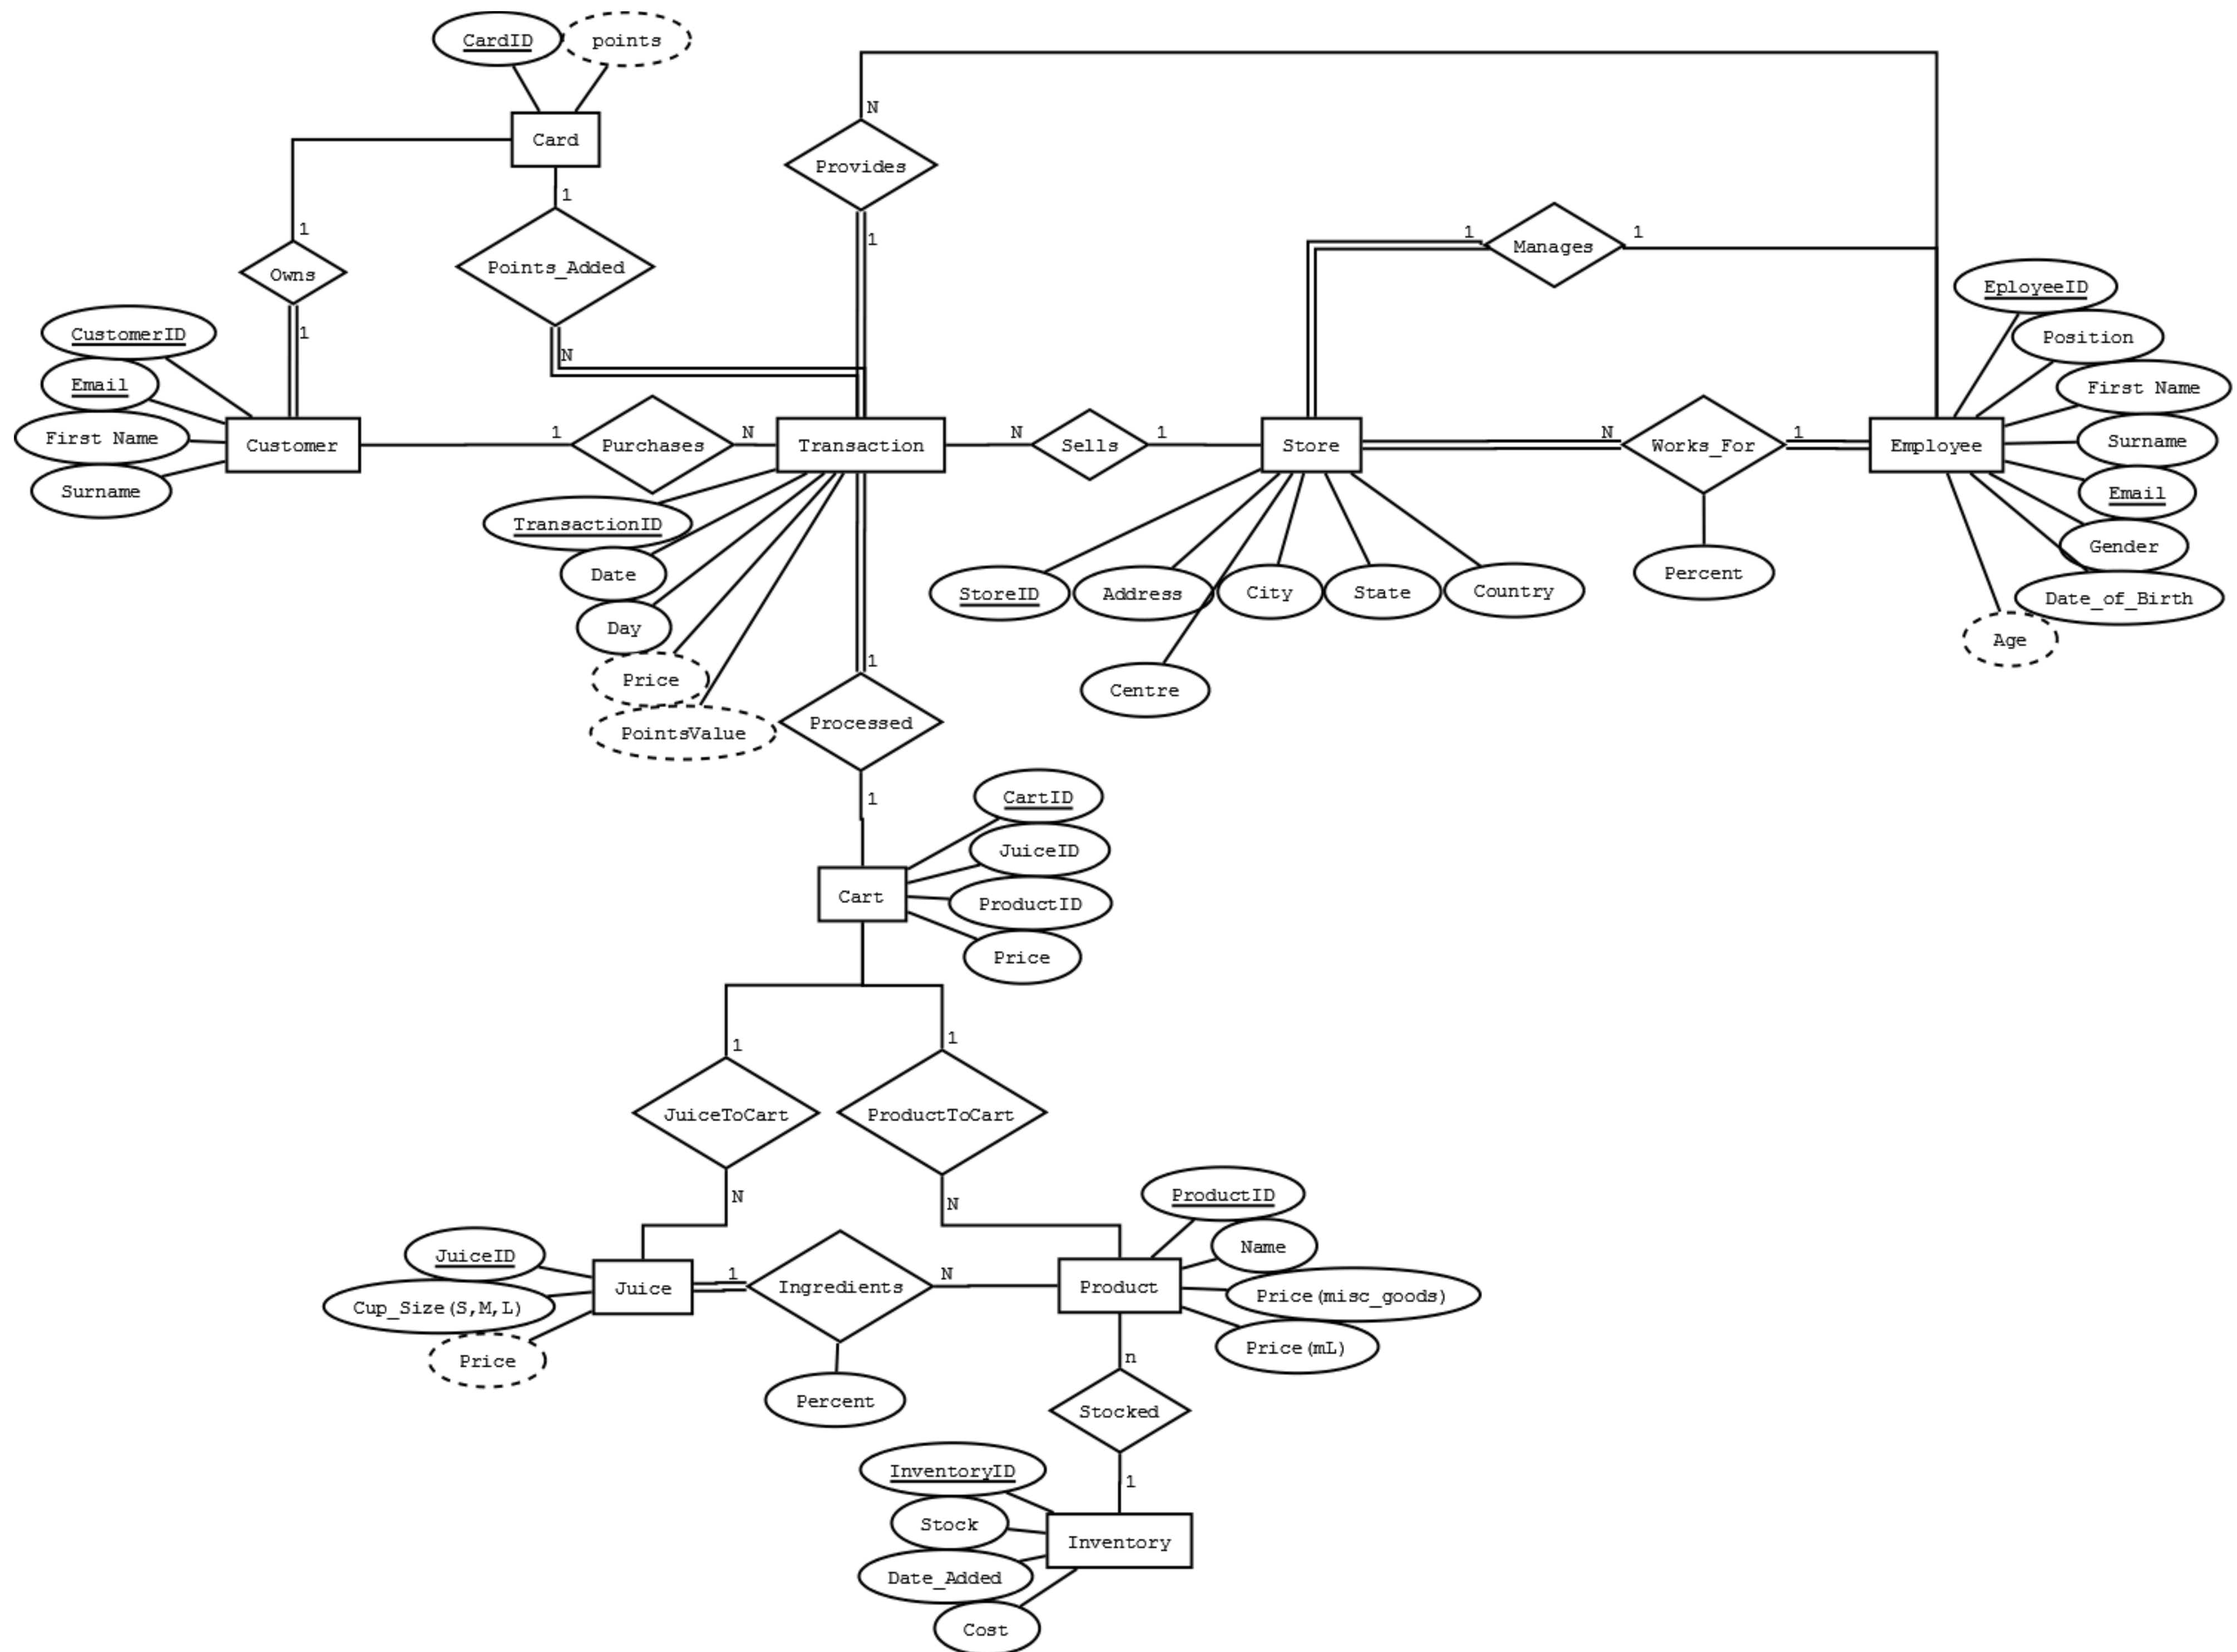 CardID
points
Card
N
Provides
1
1
Points_Added
N
1
Owns
1
1
Manages
1
EployeeID
Position
First Name
Surname
Email
Gender
Date_of_Birth
Age
CustomerID
Email
First Name
Surname
Customer
1
Purchases
N
Transaction
N
Sells
1
Store
N
Works_For
1
Employee
Percent
TransactionID
Date
Day
Price
PointsValue
StoreID
Address
City
State
Country
Centre
1
Processed
1
CartID
JuiceID
ProductID
Price
Cart
1
1
JuiceToCart
ProductToCart
N
N
ProductID
Name
Price(misc_goods)
Price(mL)
JuiceID
Cup_Size(S,M,L)
Price
Juice
1
Ingredients
N
Product
Percent
n
Stocked
1
InventoryID
Stock
Date_Added
Cost
Inventory